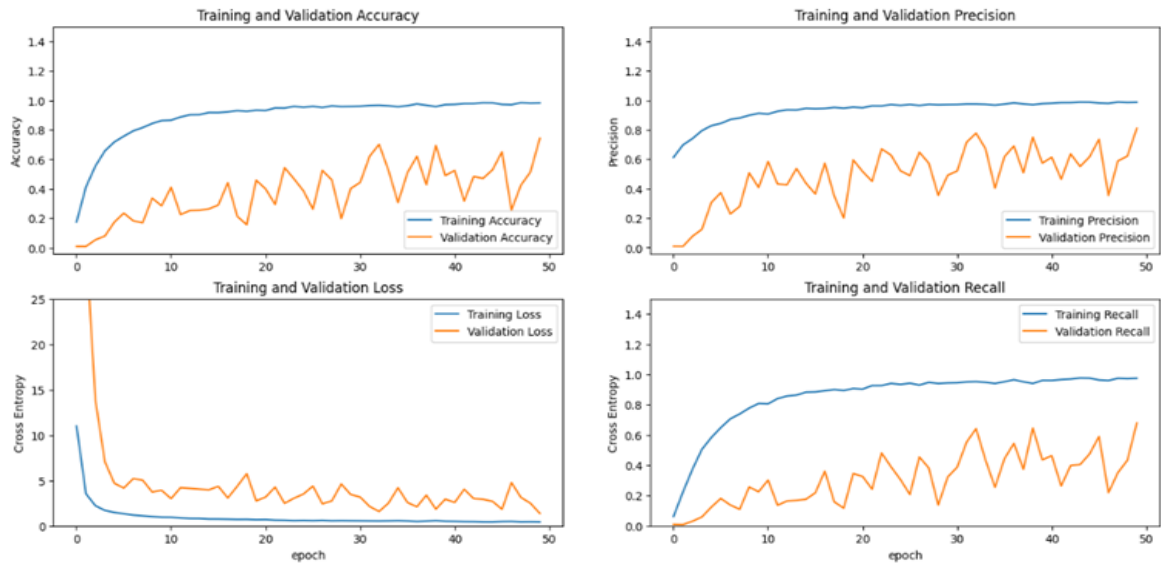 Training and Validation Accuracy
Accuracy
1.4
1.2
1.0
0.8
0.6
0.4
0.2
0.0
0 10 20 30 40 50
Training Accuracy
Validation Accuracy
Training and Validation Precision
Precision
1.4
1.2
1.0
0.8
0.6
0.4
0.2
0.0
0 10 20 30 40 50
Training Precision
Validation Precision
Training and Validation Loss
Cross Entropy
25
20
15
10
5
0
0 10 20 30 40 50
epoch
Training Loss
Validation Loss
Training and Validation Recall
Cross Entropy
1.4
1.2
1.0
0.8
0.6
0.4
0.2
0.0
0 10 20 30 40 50
epoch
Training Recall
Validation Recall